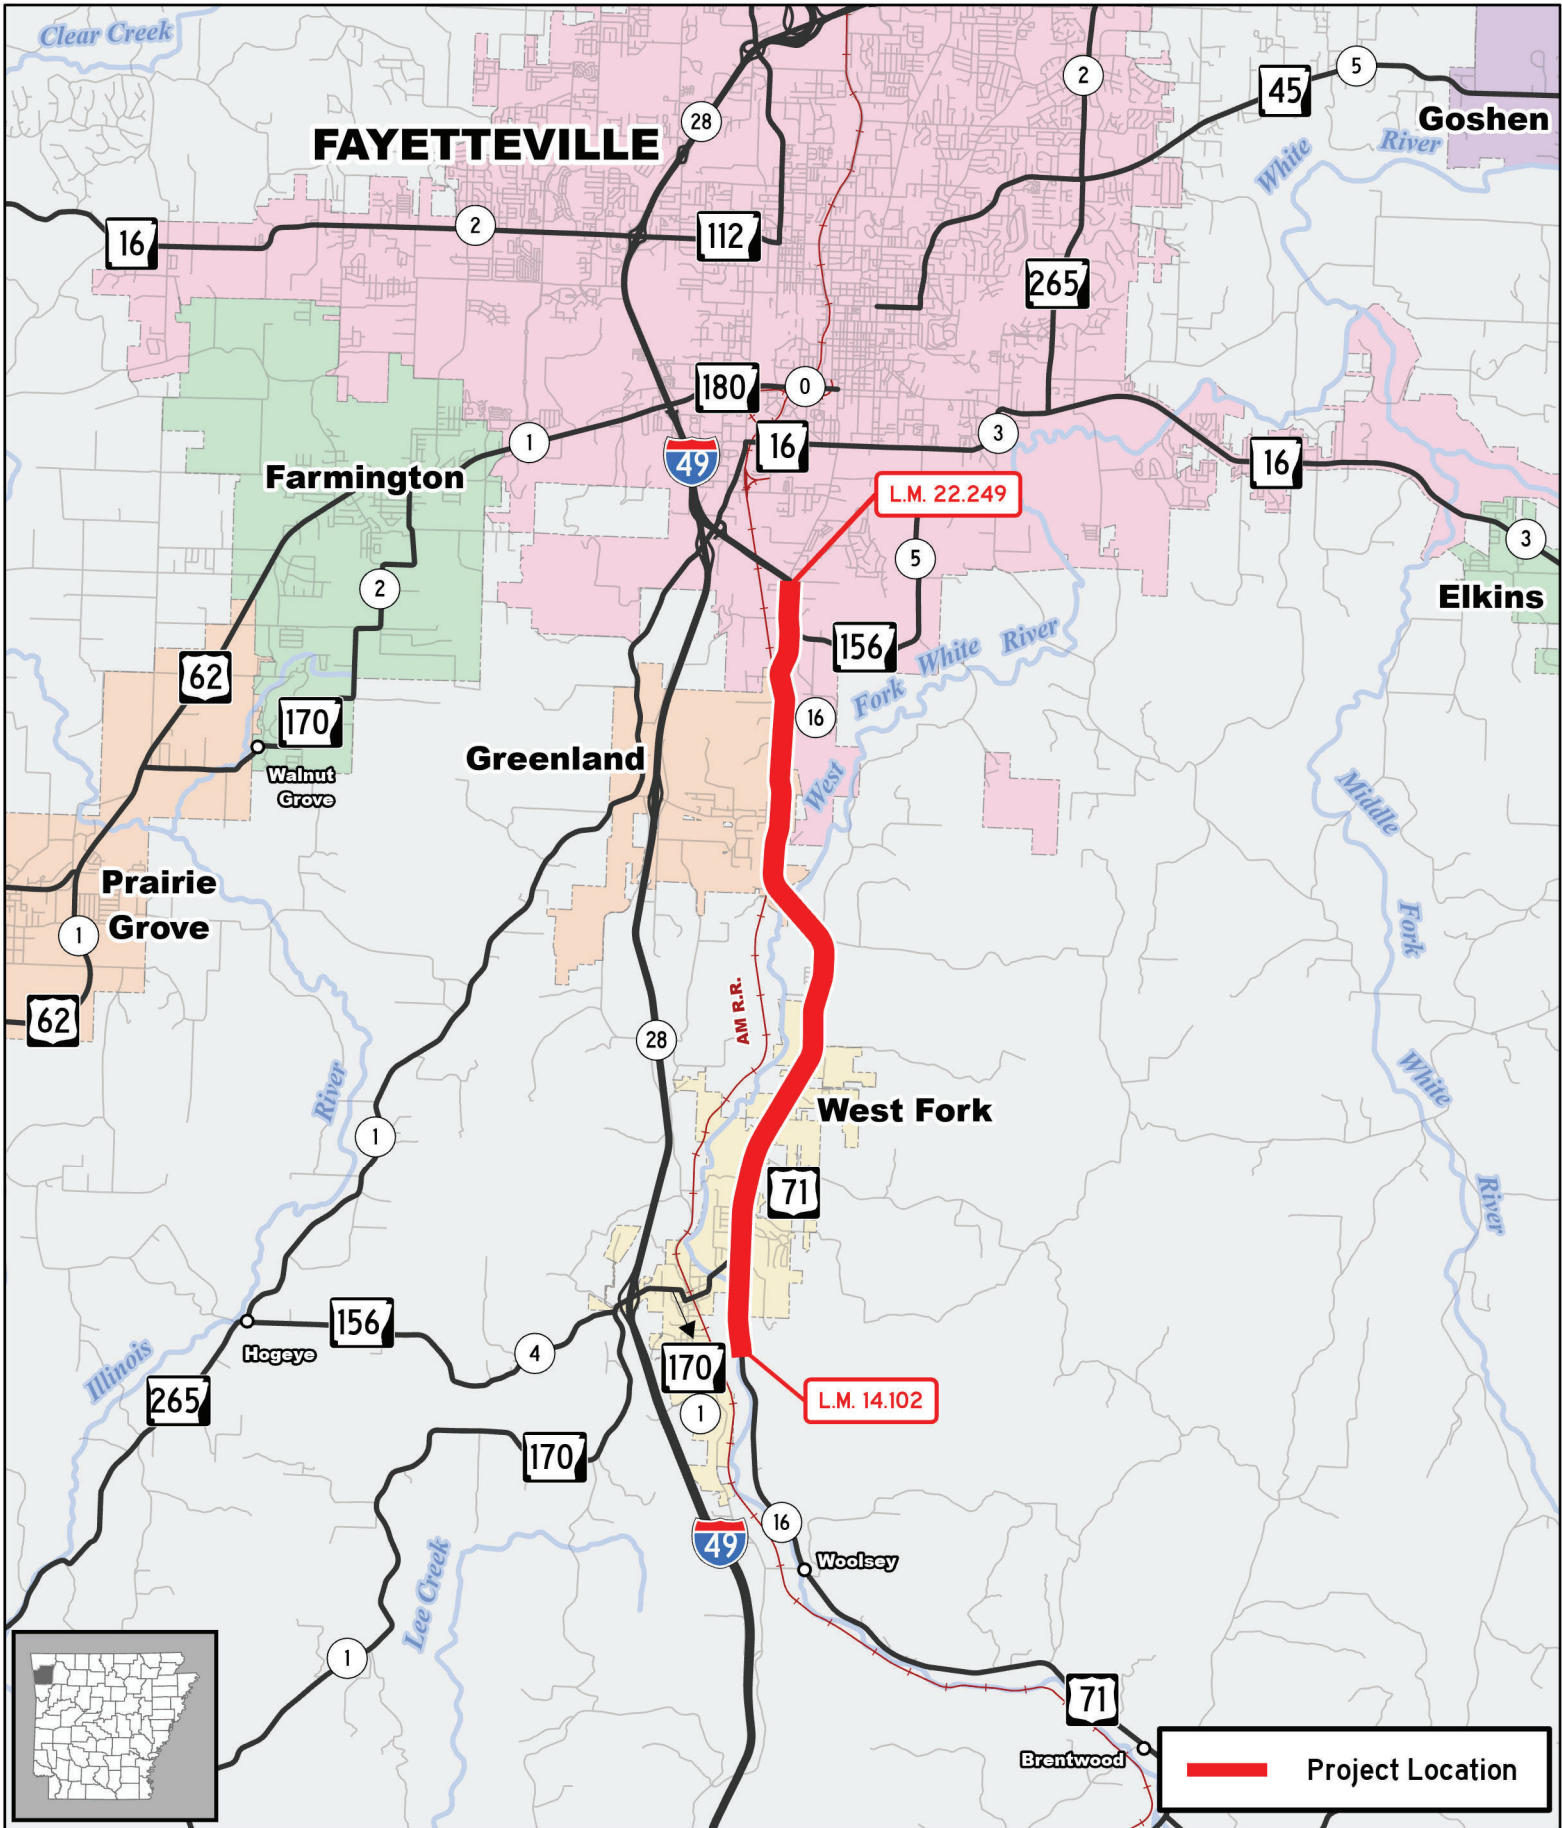 Clear Creek
2
5
45
Goshen
28
FAYETTEVILLE
River
White
16
2
112
265
180
0
1
16
3
49
16
Farmington
L.M. 22.249
3
5
2
Elkins
156
White River
62
Fork
170
16
Greenland
Walnut
Grove
West
Middle
Prairie
Grove
1
Fork
62
AM R.R.
28
White
River
West Fork
1
71
River
156
Hogeye
4
Illinois
170
265
L.M. 14.102
1
170
16
49
Woolsey
Lee Creek
1
71
Brentwood
Project Location